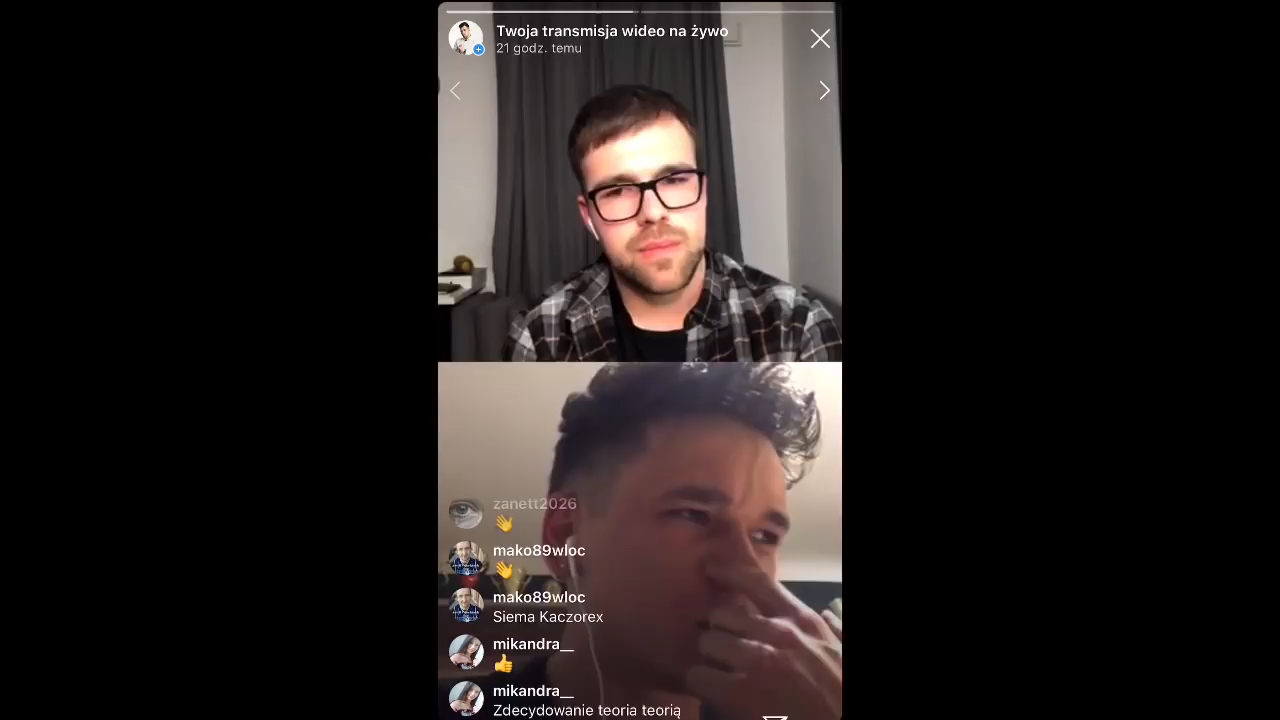 Twoja transmisja wideo na żywo
21 godz. temu
zanett2026
mako89wloc
mako89wloc
Siema Kaczorex
mikandra__
mikandra__
Zdecydowanie teoria teorią